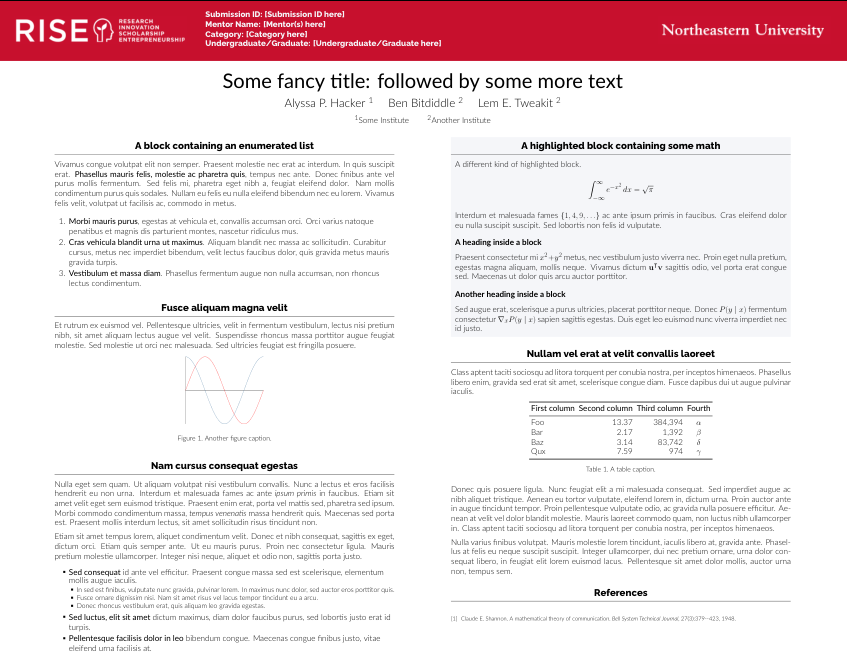 RISE
RESEARCH
INNOVATION
SCHOLARSHIP
ENTREPRENEURSHIP
Submission ID: [Submission ID here]
Mentor Name: [Mentor(s) here]
Category: [Category here]
Undergraduate/Graduate: [Undergraduate/Graduate here]
Northeastern University
Some fancy title: followed by some more text
Alyssa P. Hacker 1 Ben Bitdiddle 2 Lem E. Tweakit 2
1Some Institute 2Another Institute
A block containing an enumerated list
Vivamus congue volutpat elit non semper. Praesent molestie nec erat ac interdum. In quis suscipit
erat. Phasellus mauris felis, molestie ac pharetra quis, tempus nec ante. Donec finibus ante vel
purus mollis fermentum. Sed felis mi, pharetra eget nibh a, feugiat eleifend dolor. Nam mollis
condimentum purus quis sodales. Nullam eu felis eu nulla eleifend bibendum nec eu lorem. Vivamus
felis velit, volutpat ut facilisis ac, commodo in metus.
1. Morbi mauris purus, egestas at vehicula et, convallis accumsan orci. Orci varius natoque
penatibus et magnis dis parturient montes, nascetur ridiculus mus.
2. Cras vehicula blandit urna ut maximus. Aliquam blandit nec massa ac sollicitudin. Curabitur
cursus, metus nec imperdiet bibendum, velit lectus faucibus dolor, quis gravida metus mauris
gravida turpis.
3. Vestibulum et massa diam. Phasellus fermentum augue non nulla accumsan, non rhoncus
lectus condimentum.
Fusce aliquam magna velit
Et rutrum ex euismod vel. Pellentesque ultricies, velit in fermentum vestibulum, lectus nisi pretium
nibh, sit amet aliquam lectus augue vel velit. Suspendisse rhoncus massa porttitor augue feugiat
molestie. Sed molestie ut orci nec malesuada. Sed ultricies feugiat est fringilla posuere.
Figure 1. Another figure caption.
Nam cursus consequat egestas
Nulla eget sem quam. Ut aliquam volutpat nisi vestibulum convallis. Nunc a lectus et eros facilisis
hendrerit eu non urna. Interdum et malesuada fames ac ante ipsum primis in faucibus. Etiam sit
amet velit eget sem euismod tristique. Praesent enim erat, porta vel mattis sed, pharetra sed ipsum.
Morbi commodo condimentum massa, tempus venenatis massa hendrerit quis. Maecenas sed porta
est. Praesent mollis interdum lectus, sit amet sollicitudin risus tincidunt non.
Etiam sit amet tempus lorem, aliquet condimentum velit. Donec et nibh consequat, sagittis ex eget,
dictum orci. Etiam quis semper ante. Ut eu mauris purus. Proin nec consectetur ligula. Mauris
pretium molestie ullamcorper. Integer nisi neque, aliquet et odio non, sagittis porta justo.
• Sed consequat id ante vel efficitur. Praesent congue massa sed est scelerisque, elementum
mollis augue iaculis.
• In sed est finibus, vulputate nunc gravida, pulvinar lorem. In maximus nunc dolor, sed auctor eros porttitor quis.
• Fusce ornare dignissim nisi. Nam sit amet risus vel lacus tempor tincidunt eu a arcu.
• Donec rhoncus vestibulum erat, quis aliquam leo gravida egestas.
• Sed luctus, elit sit amet dictum maximus, diam dolor faucibus purus, sed lobortis justo erat id
turpis.
• Pellentesque facilisis dolor in leo bibendum congue. Maecenas congue finibus justo, vitae
eleifend facilisis at.
A highlighted block containing some math
A different kind of highlighted block.
∫_{-∞}^{∞} e^{-x²} dx = √π
Interdum et malesuada fames {1, 4, 9, ...} ac ante ipsum primis in faucibus. Cras eleifend dolor
eu nulla suscipit suscipit. Sed lobortis non felis id vulputate.
A heading inside a block
Praesent consectetur mi x²+y² metus, nec vestibulum justo viverra nec. Proin eget nulla pretium,
egestas magna aliquam, mollis neque. Vivamus dictum uᵀv sagittis odio, vel porta erat congue
sed. Maecenas ut dolor quis arcu auctor porttitor.
Another heading inside a block
Sed augue erat, scelerisque a purus ultricies, placerat porttitor neque. Donec P(y | x) fermentum
consectetur ∇ₓP(y | x) sapien sagittis egestas. Duis eget leo euismod nunc viverra imperdiet nec
id justo.
Nullam vel erat at velit convallis laoreet
Class aptent taciti sociosqu ad litora torquent per conubia nostra, per inceptos himenaeos. Phasellus
libero enim, gravida sed erat sit amet, scelerisque congue diam. Fusce dapibus dui ut augue pulvinar
iaculis.
First column Second column Third column Fourth
Foo 13.37 384,394 α
Bar 2.17 1,392 β
Baz 3.14 83,742 δ
Qux 7.59 974 γ
Table 1. A table caption.
Donec quis posuere ligula. Nunc feugiat elit a mi malesuada consequat. Sed imperdiet augue ac
nibh aliquet tristique. Aenean eu tortor vulputate, eleifend lorem in, dictum urna. Proin auctor ante
in augue tincidunt tempor. Proin pellentesque vulputate odio, ac gravida nulla posuere efficitur. Ae-
nean at velit vel dolor blandit molestie. Mauris laoreet commodo quam, non luctus nibh ullamcorper
in. Class aptent taciti sociosqu ad litora torquent per conubia nostra, per inceptos himenaeos.
Nulla varius finibus volutpat. Mauris molestie lorem tincidunt, iaculis libero at, gravida ante. Phasel-
lus at felis eu neque suscipit suscipit. Integer ullamcorper, dui nec pretium ornare, urna dolor con-
sequat libero, in feugiat elit lorem euismod lacus. Pellentesque sit amet dolor mollis, auctor urna
non, tempus sem.
References
[1] Claude E. Shannon. A mathematical theory of communication. Bell System Technical Journal, 27(3):379–423, 1948.